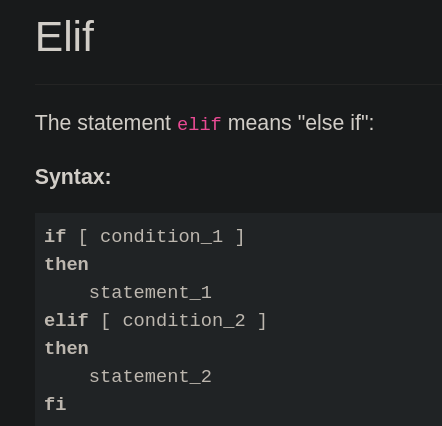 Elif
The statement elif means "else if":
Syntax:
if [ condition_1 ]
then
    statement_1
elif [ condition_2 ]
then
    statement_2
fi